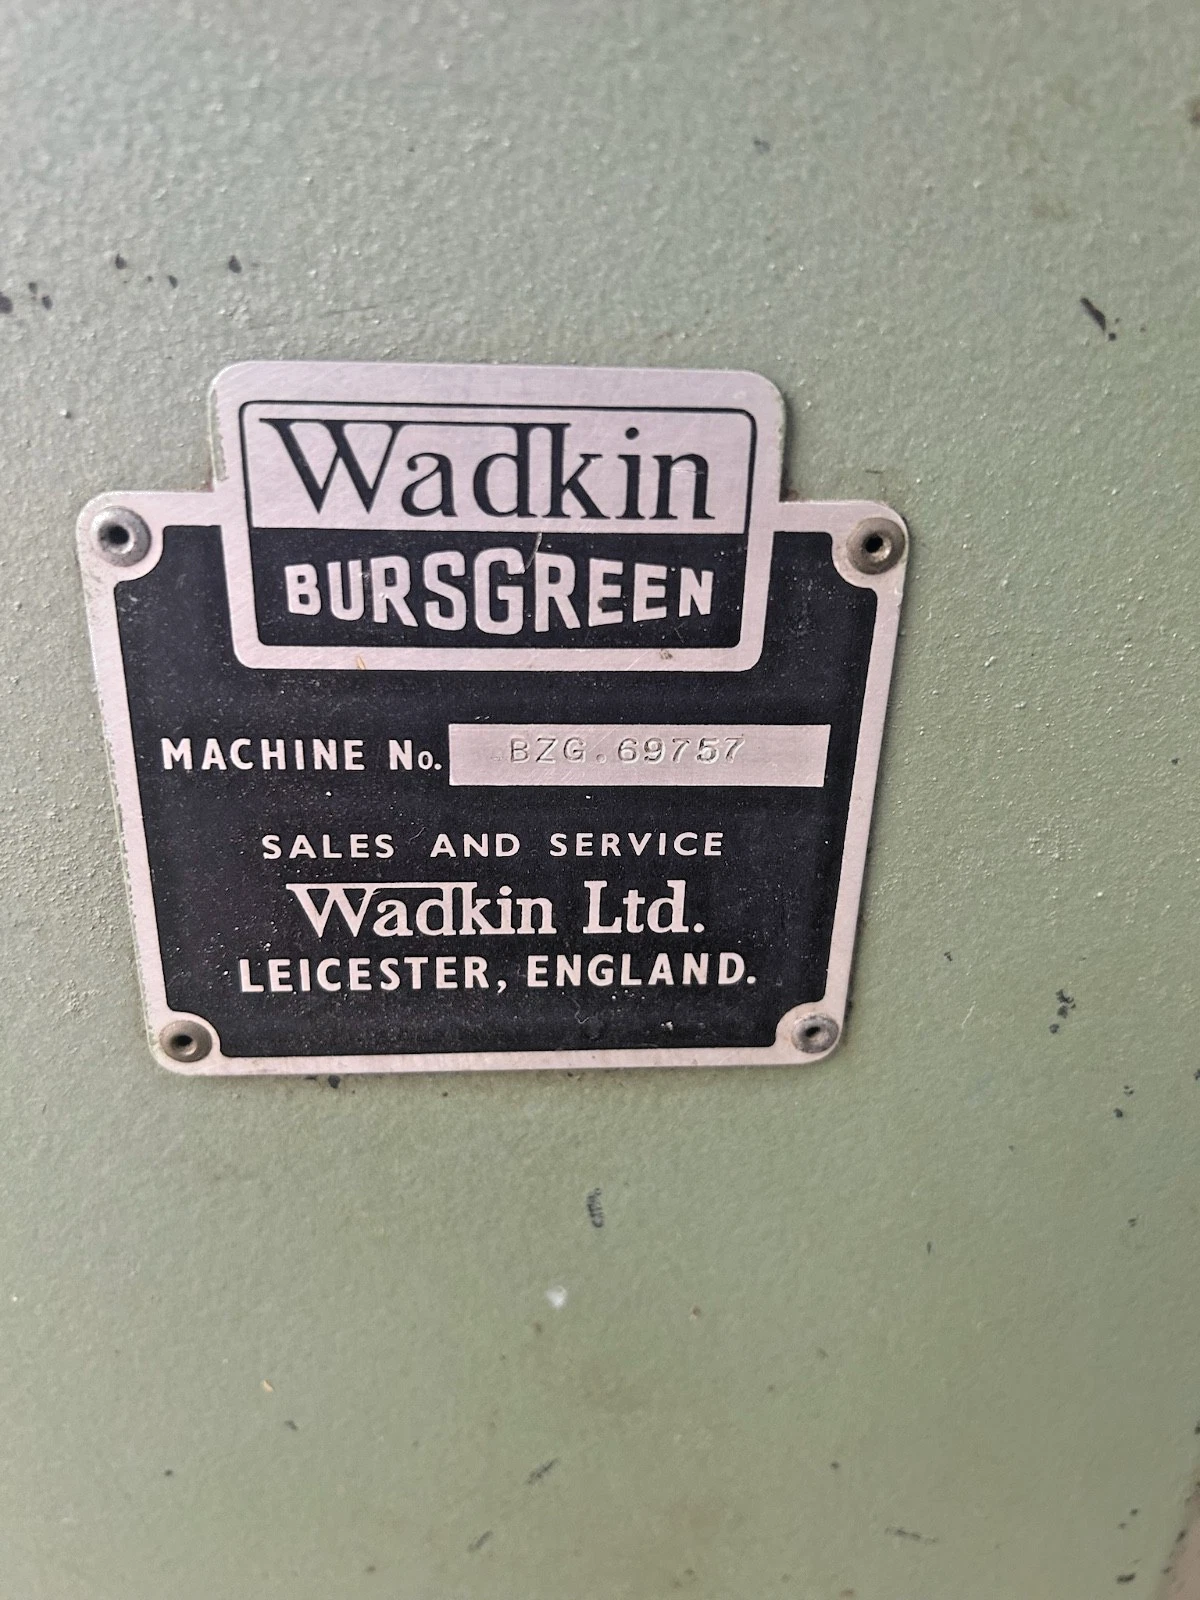 Wadkin
BURSGREEN
MACHINE No. BZG.69757
SALES AND SERVICE
Wadkin Ltd.
LEICESTER, ENGLAND.